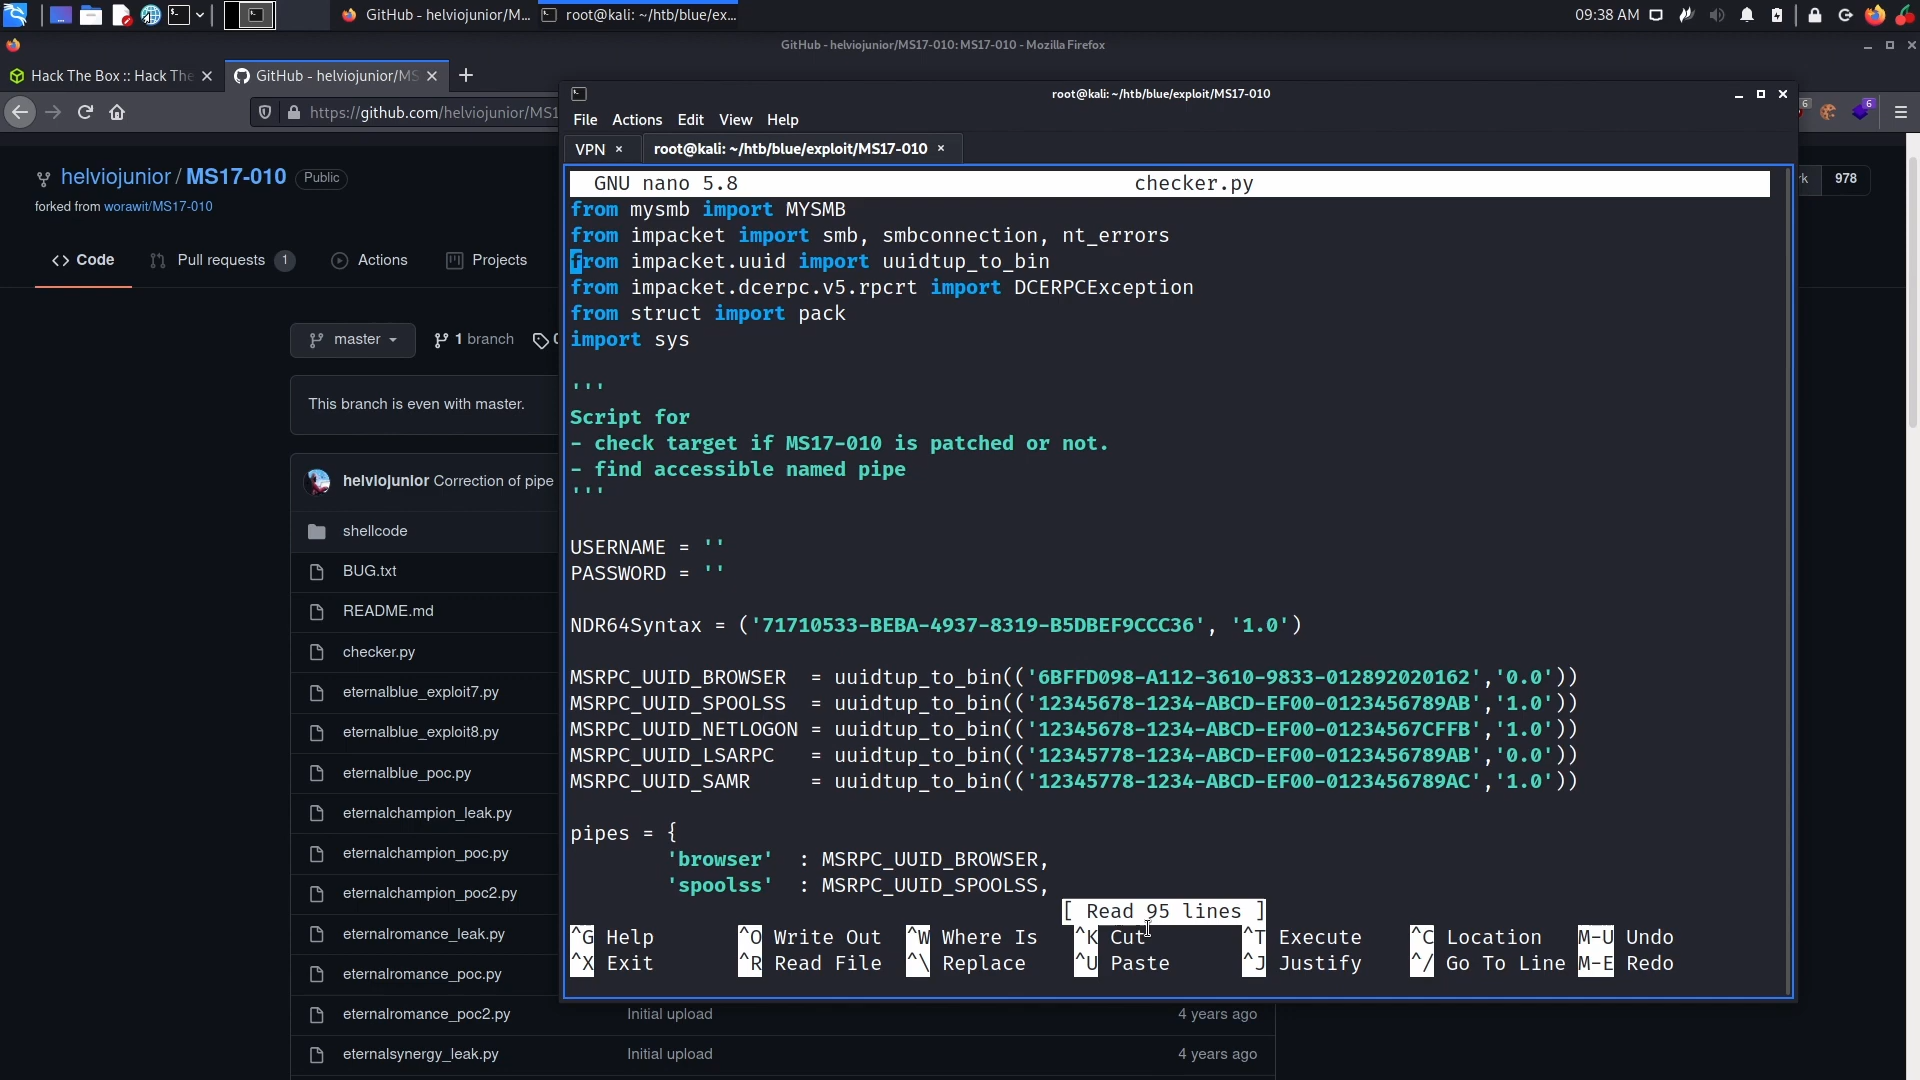 GitHub - helviojunior/M...
root@kali: ~/htb/blue/ex...
09:38 AM
GitHub - helviojunior/MS17-010: MS17-010 - Mozilla Firefox
Hack The Box :: Hack The
GitHub - helviojunior/MS
https://github.com/helviojunior/MS1
6
6
helviojunior / MS17-010
Public
rk
978
forked from worawit/MS17-010
Code
Pull requests
1
Actions
Projects
master
1 branch
This branch is even with master.
helviojunior Correction of pipe
shellcode
BUG.txt
README.md
checker.py
eternalblue_exploit7.py
eternalblue_exploit8.py
eternalblue_poc.py
eternalchampion_leak.py
eternalchampion_poc.py
eternalchampion_poc2.py
eternalromance_leak.py
eternalromance_poc.py
eternalromance_poc2.py
Initial upload
4 years ago
eternalsynergy_leak.py
Initial upload
4 years ago
root@kali: ~/htb/blue/exploit/MS17-010
File Actions Edit View Help
VPN ×
root@kali: ~/htb/blue/exploit/MS17-010 ×
GNU nano 5.8
checker.py
from mysmb import MYSMB
from impacket import smb, smbconnection, nt_errors
from impacket.uuid import uuidtup_to_bin
from impacket.dcerpc.v5.rpcrt import DCERPCException
from struct import pack
import sys
'''
Script for
- check target if MS17-010 is patched or not.
- find accessible named pipe
'''
USERNAME = ''
PASSWORD = ''
NDR64Syntax = ('71710533-BEBA-4937-8319-B5DBEF9CCC36', '1.0')
MSRPC_UUID_BROWSER  = uuidtup_to_bin(('6BFFD098-A112-3610-9833-012892020162','0.0'))
MSRPC_UUID_SPOOLSS  = uuidtup_to_bin(('12345678-1234-ABCD-EF00-0123456789AB','1.0'))
MSRPC_UUID_NETLOGON = uuidtup_to_bin(('12345678-1234-ABCD-EF00-01234567CFFB','1.0'))
MSRPC_UUID_LSARPC   = uuidtup_to_bin(('12345778-1234-ABCD-EF00-0123456789AB','0.0'))
MSRPC_UUID_SAMR     = uuidtup_to_bin(('12345778-1234-ABCD-EF00-0123456789AC','1.0'))
pipes = {
'browser'  : MSRPC_UUID_BROWSER,
'spoolss'  : MSRPC_UUID_SPOOLSS,
[ Read 95 lines ]
^G Help ^O Write Out ^W Where Is ^K Cut ^T Execute ^C Location M-U Undo
^X Exit ^R Read File ^\ Replace ^U Paste ^J Justify ^/ Go To Line M-E Redo